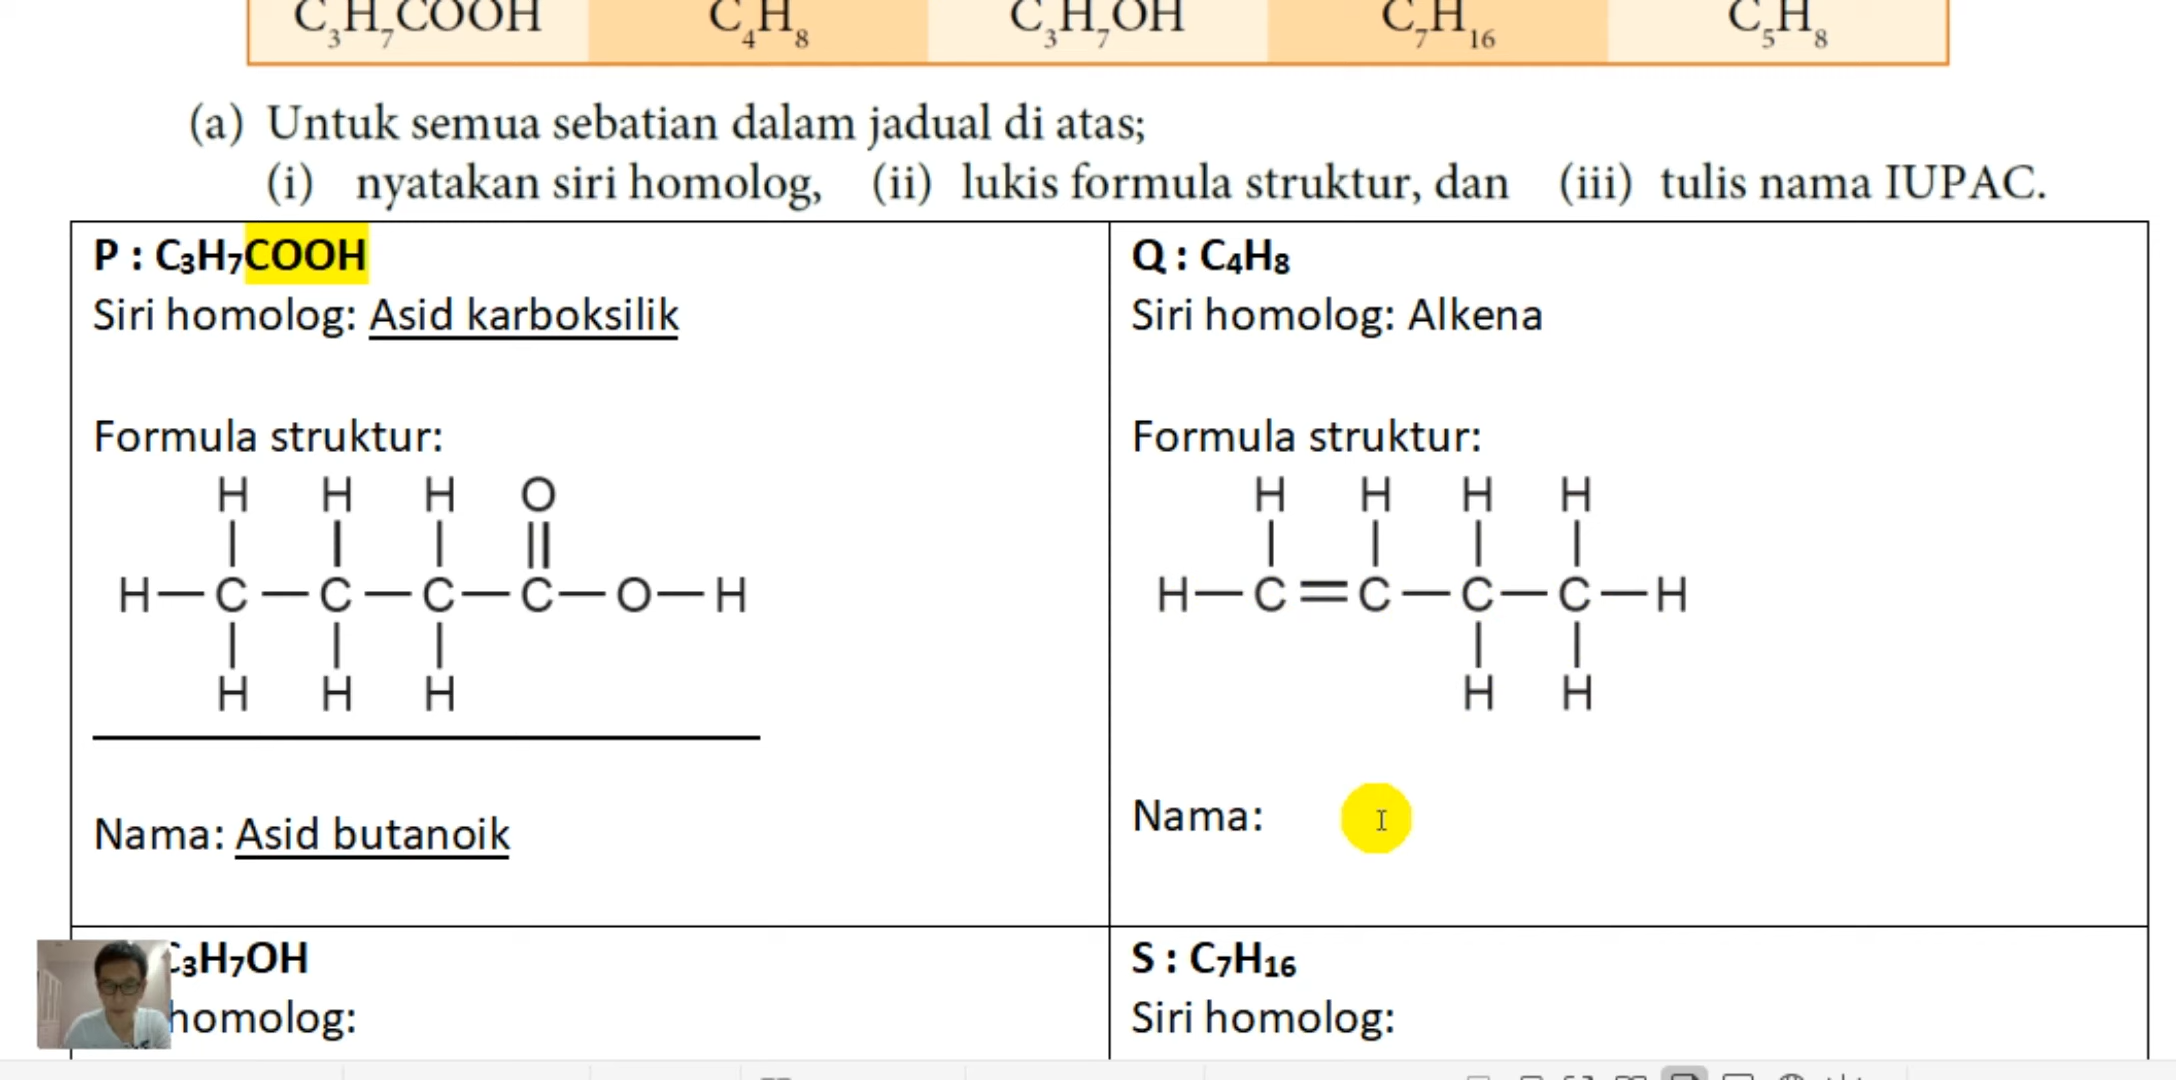 C₃H₇COOH C₄H₈ C₃H₇OH C₇H₁₆ C₅H₈
(a) Untuk semua sebatian dalam jadual di atas;
(i) nyatakan siri homolog, (ii) lukis formula struktur, dan (iii) tulis nama IUPAC.
P : C₃H₇COOH
Siri homolog: Asid karboksilik
Formula struktur:
H H H O
H—C—C—C—C—O—H
H H H
Nama: Asid butanoik
Q : C₄H₈
Siri homolog: Alkena
Formula struktur:
H H H H
H—C=C—C—C—H
H H
Nama:
C₃H₇OH
homolog:
S : C₇H₁₆
Siri homolog: